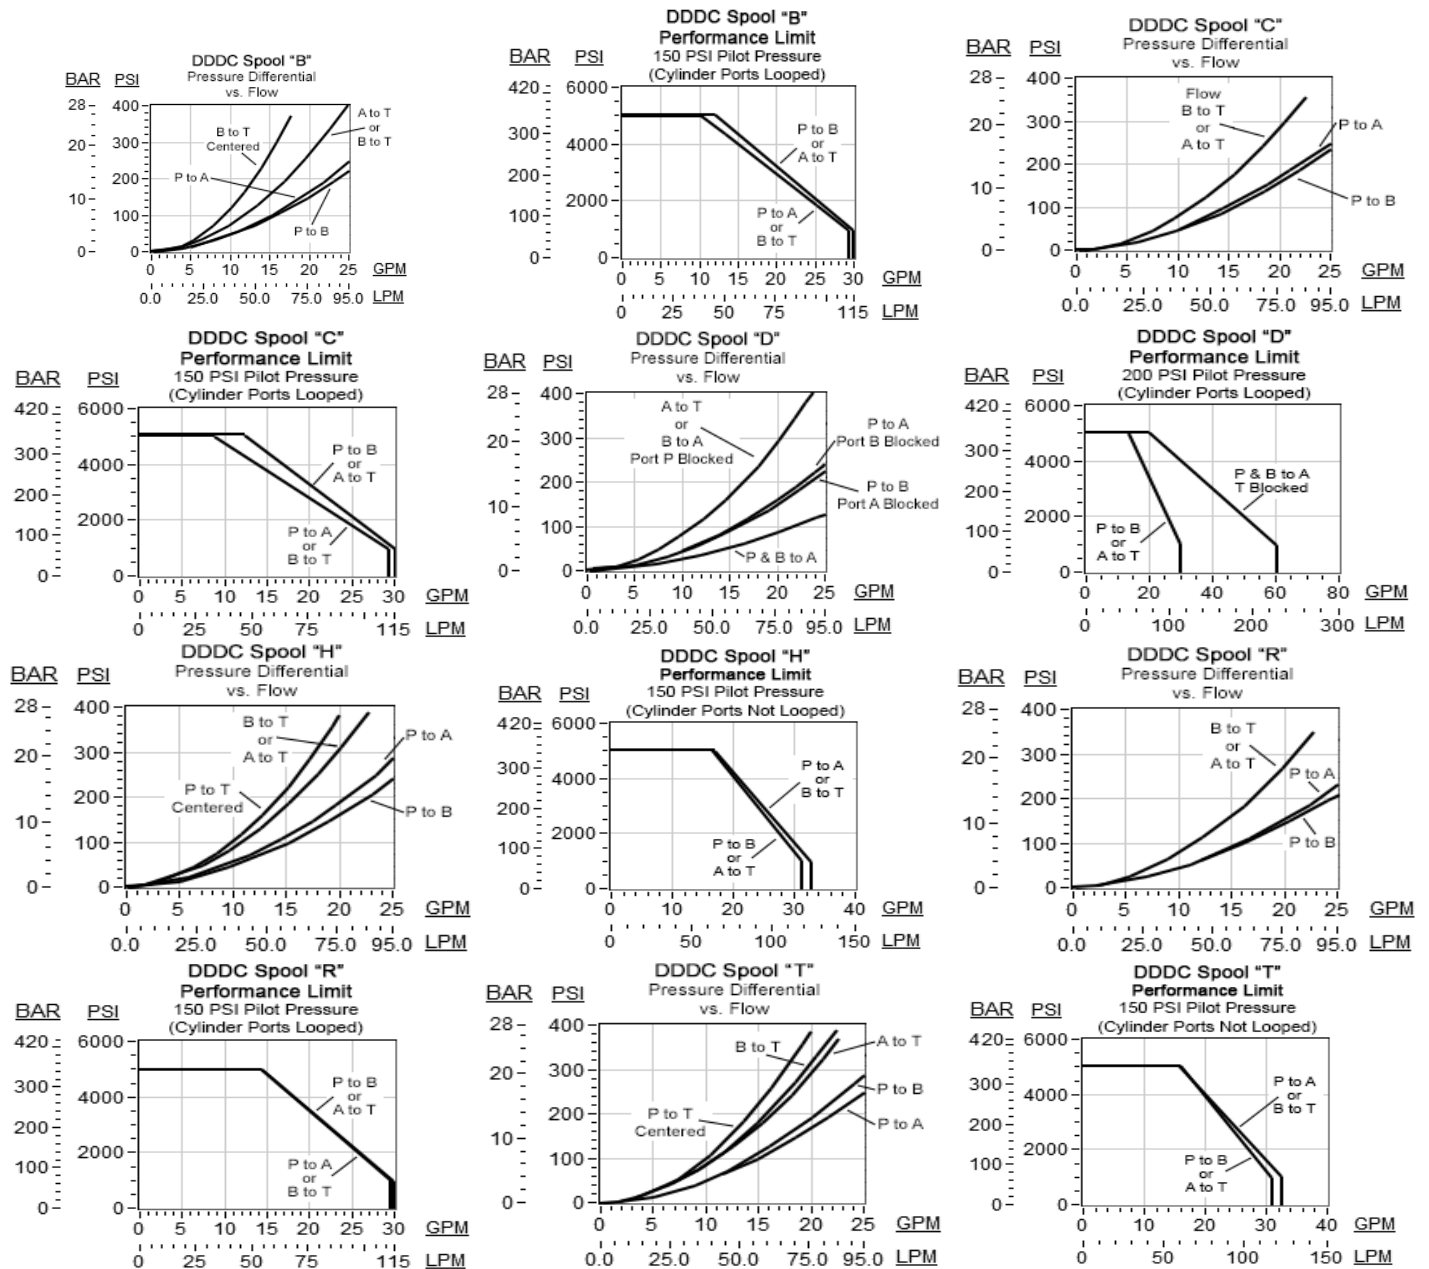 DDDC Spool "B"
Pressure Differential
vs. Flow
BAR PSI
28 400
300
20
200
10
100
0 0
B to T
Centered
A to T
or
B to T
P to A
P to B
0 5 10 15 20 25 GPM
0.0 25.0 50.0 75.0 95.0 LPM
DDDC Spool "B"
Performance Limit
150 PSI Pilot Pressure
(Cylinder Ports Looped)
BAR PSI
420 6000
300
4000
200
2000
100
0 0
P to B
or
A to T
P to A
or
B to T
0 5 10 15 20 25 30 GPM
0 25 50 75 115 LPM
DDDC Spool "C"
Pressure Differential
vs. Flow
BAR PSI
28 400
300
20
200
10
100
0 0
Flow
B to T
or
A to T
P to A
P to B
0 5 10 15 20 25 GPM
0.0 25.0 50.0 75.0 95.0 LPM
DDDC Spool "C"
Performance Limit
150 PSI Pilot Pressure
(Cylinder Ports Looped)
BAR PSI
420 6000
300
4000
200
2000
100
0 0
P to B
or
A to T
P to A
or
B to T
0 5 10 15 20 25 30 GPM
0 25 50 75 115 LPM
DDDC Spool "D"
Pressure Differential
vs. Flow
BAR PSI
28 400
300
20
200
10
100
0 0
A to T
or
B to A
Port P Blocked
P to A
Port B Blocked
P to B
Port A Blocked
P & B to A
0 5 10 15 20 25 GPM
0.0 25.0 50.0 75.0 95.0 LPM
DDDC Spool "D"
Performance Limit
200 PSI Pilot Pressure
(Cylinder Ports Looped)
BAR PSI
420 6000
300
4000
200
2000
100
0 0
P & B to A
T Blocked
P to B
or
A to T
0 20 40 60 80 GPM
0 100 200 300 LPM
DDDC Spool "H"
Pressure Differential
vs. Flow
BAR PSI
28 400
300
20
200
10
100
0 0
B to T
or
A to T
P to A
P to T
Centered
P to B
0 5 10 15 20 25 GPM
0.0 25.0 50.0 75.0 95.0 LPM
DDDC Spool "H"
Performance Limit
150 PSI Pilot Pressure
(Cylinder Ports Not Looped)
BAR PSI
420 6000
300
4000
200
2000
100
0 0
P to A
or
B to T
P to B
or
A to T
0 10 20 30 40 GPM
0 50 100 150 LPM
DDDC Spool "R"
Pressure Differential
vs. Flow
BAR PSI
28 400
300
20
200
10
100
0 0
B to T
or
A to T
P to A
P to B
0 5 10 15 20 25 GPM
0.0 25.0 50.0 75.0 95.0 LPM
DDDC Spool "R"
Performance Limit
150 PSI Pilot Pressure
(Cylinder Ports Looped)
BAR PSI
420 6000
300
4000
200
2000
100
0 0
P to B
or
A to T
P to A
or
B to T
0 5 10 15 20 25 30 GPM
0 25 50 75 115 LPM
DDDC Spool "T"
Pressure Differential
vs. Flow
BAR PSI
28 400
300
20
200
10
100
0 0
B to T
A to T
P to B
P to T
Centered
P to A
0 5 10 15 20 25 GPM
0.0 25.0 50.0 75.0 95.0 LPM
DDDC Spool "T"
Performance Limit
150 PSI Pilot Pressure
(Cylinder Ports Not Looped)
BAR PSI
420 6000
300
4000
200
2000
100
0 0
P to A
or
B to T
P to B
or
A to T
0 10 20 30 40 GPM
0 50 100 150 LPM